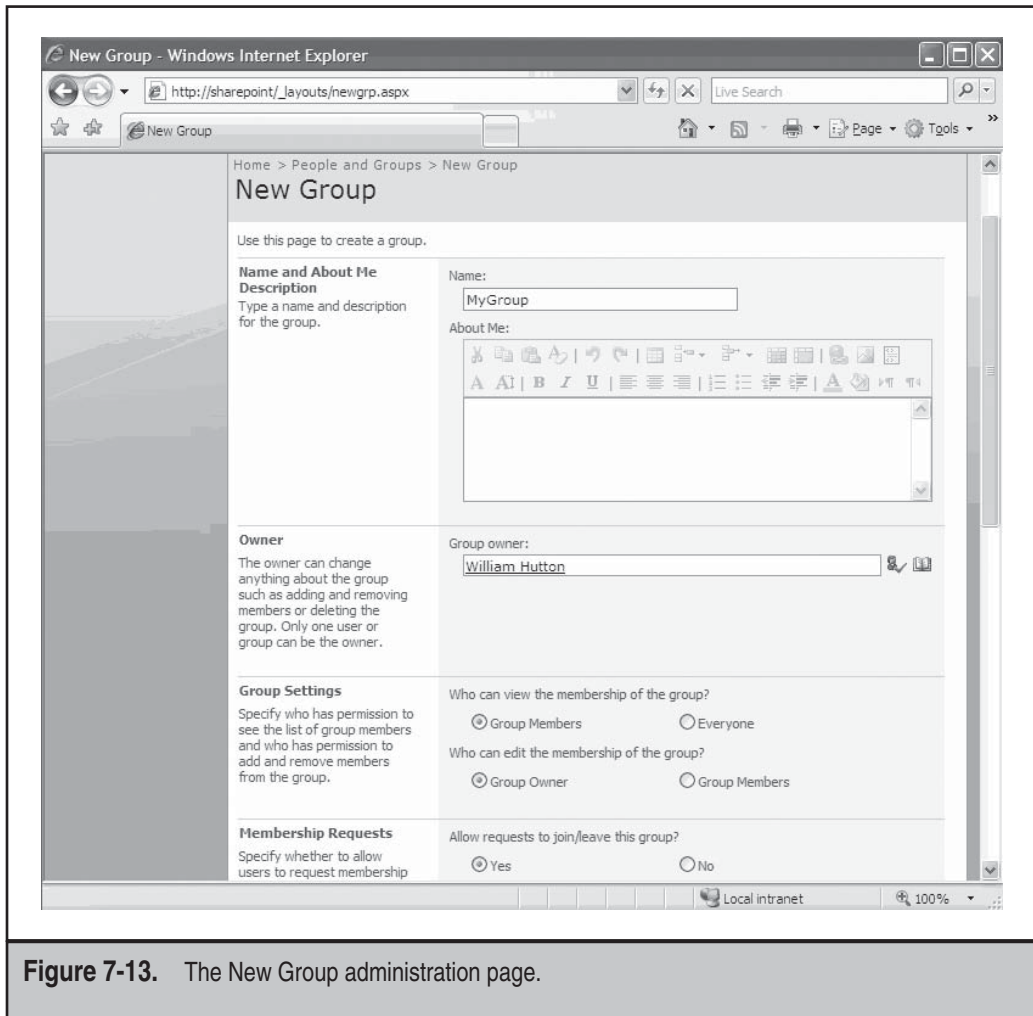 New Group - Windows Internet Explorer
http://sharepoint/_layouts/newgrp.aspx
Live Search
New Group
Page
Tools
Home > People and Groups > New Group
New Group
Use this page to create a group.
Name and About Me
Description
Type a name and description
for the group.
Name:
MyGroup
About Me:
Owner
The owner can change
anything about the group
such as adding and removing
members or deleting the
group. Only one user or
group can be the owner.
Group owner:
William Hutton
Group Settings
Specify who has permission to
see the list of group members
and who has permission to
add and remove members
from the group.
Who can view the membership of the group?
Group Members
Everyone
Who can edit the membership of the group?
Group Owner
Group Members
Membership Requests
Specify whether to allow
users to request membership
Allow requests to join/leave this group?
Yes
No
Local intranet
100%
Figure 7-13. The New Group administration page.